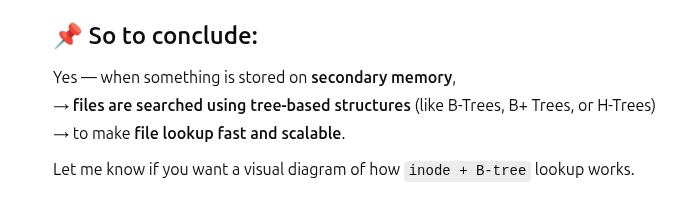 📌 So to conclude:
Yes — when something is stored on secondary memory,
→ files are searched using tree-based structures (like B-Trees, B+ Trees, or H-Trees)
→ to make file lookup fast and scalable.
Let me know if you want a visual diagram of how inode + B-tree lookup works.